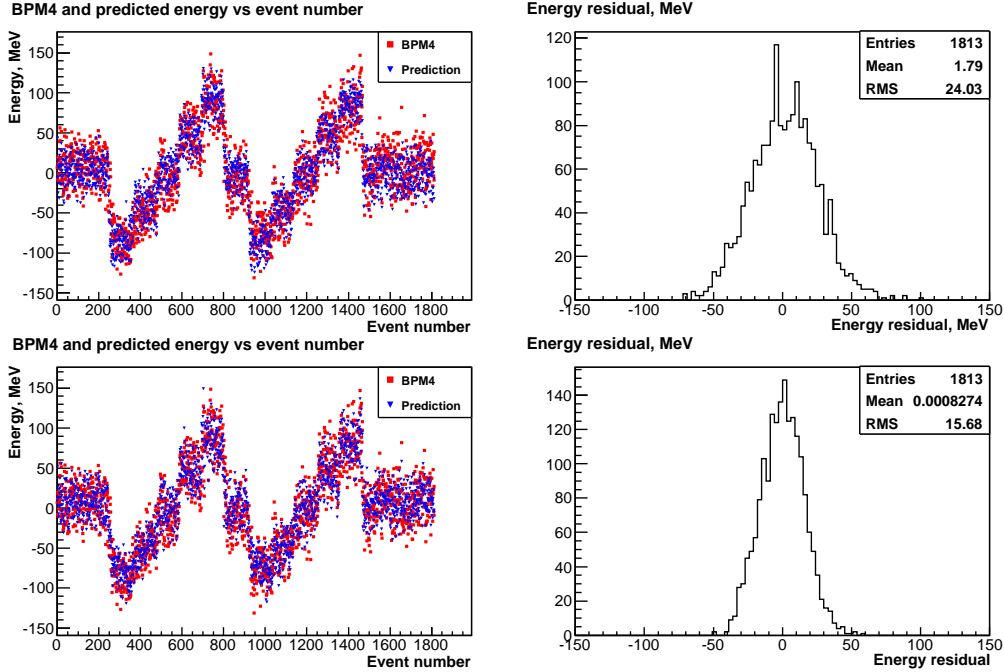 BPM4 and predicted energy vs event number
Energy, MeV
150
100
50
0
-50
-100
-150
0 200 400 600 800 1000 1200 1400 1600 1800
Event number
BPM4
Prediction
Energy residual, MeV
120
100
80
60
40
20
0
-150 -100 -50 0 50 100 150
Energy residual, MeV
Entries 1813
Mean 1.79
RMS 24.03
BPM4 and predicted energy vs event number
Energy, MeV
150
100
50
0
-50
-100
-150
0 200 400 600 800 1000 1200 1400 1600 1800
Event number
BPM4
Prediction
Energy residual, MeV
140
120
100
80
60
40
20
0
-150 -100 -50 0 50 100 150
Energy residual
Entries 1813
Mean 0.0008274
RMS 15.68